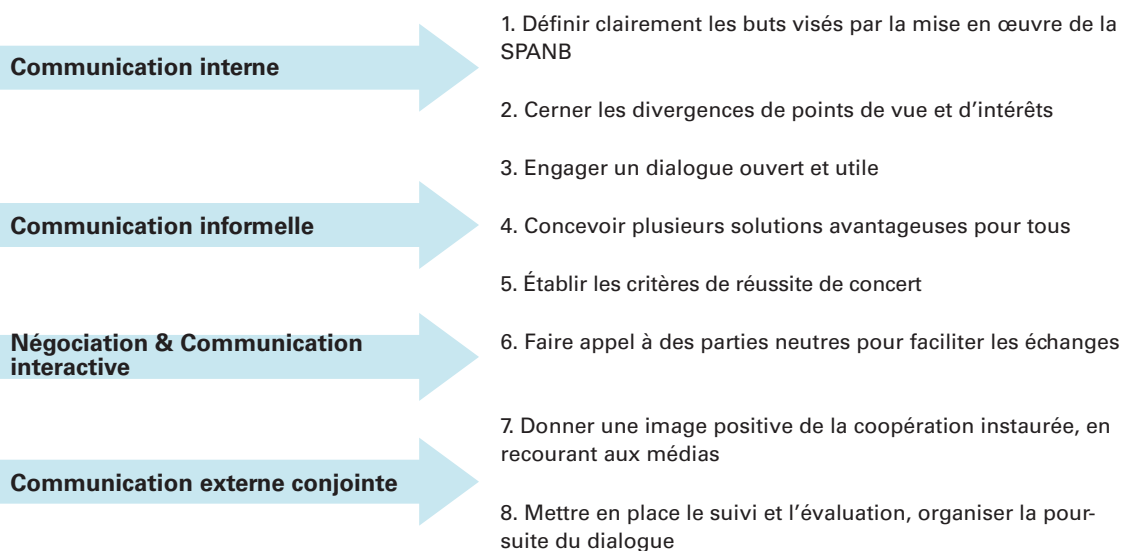 1. Définir clairement les buts visés par la mise en œuvre de la
SPANB
Communication interne
2. Cerner les divergences de points de vue et d’intérêts
3. Engager un dialogue ouvert et utile
Communication informelle
4. Concevoir plusieurs solutions avantageuses pour tous
5. Établir les critères de réussite de concert
Négociation & Communication
interactive
6. Faire appel à des parties neutres pour faciliter les échanges
7. Donner une image positive de la coopération instaurée, en
recourant aux médias
Communication externe conjointe
8. Mettre en place le suivi et l’évaluation, organiser la pour-
suite du dialogue